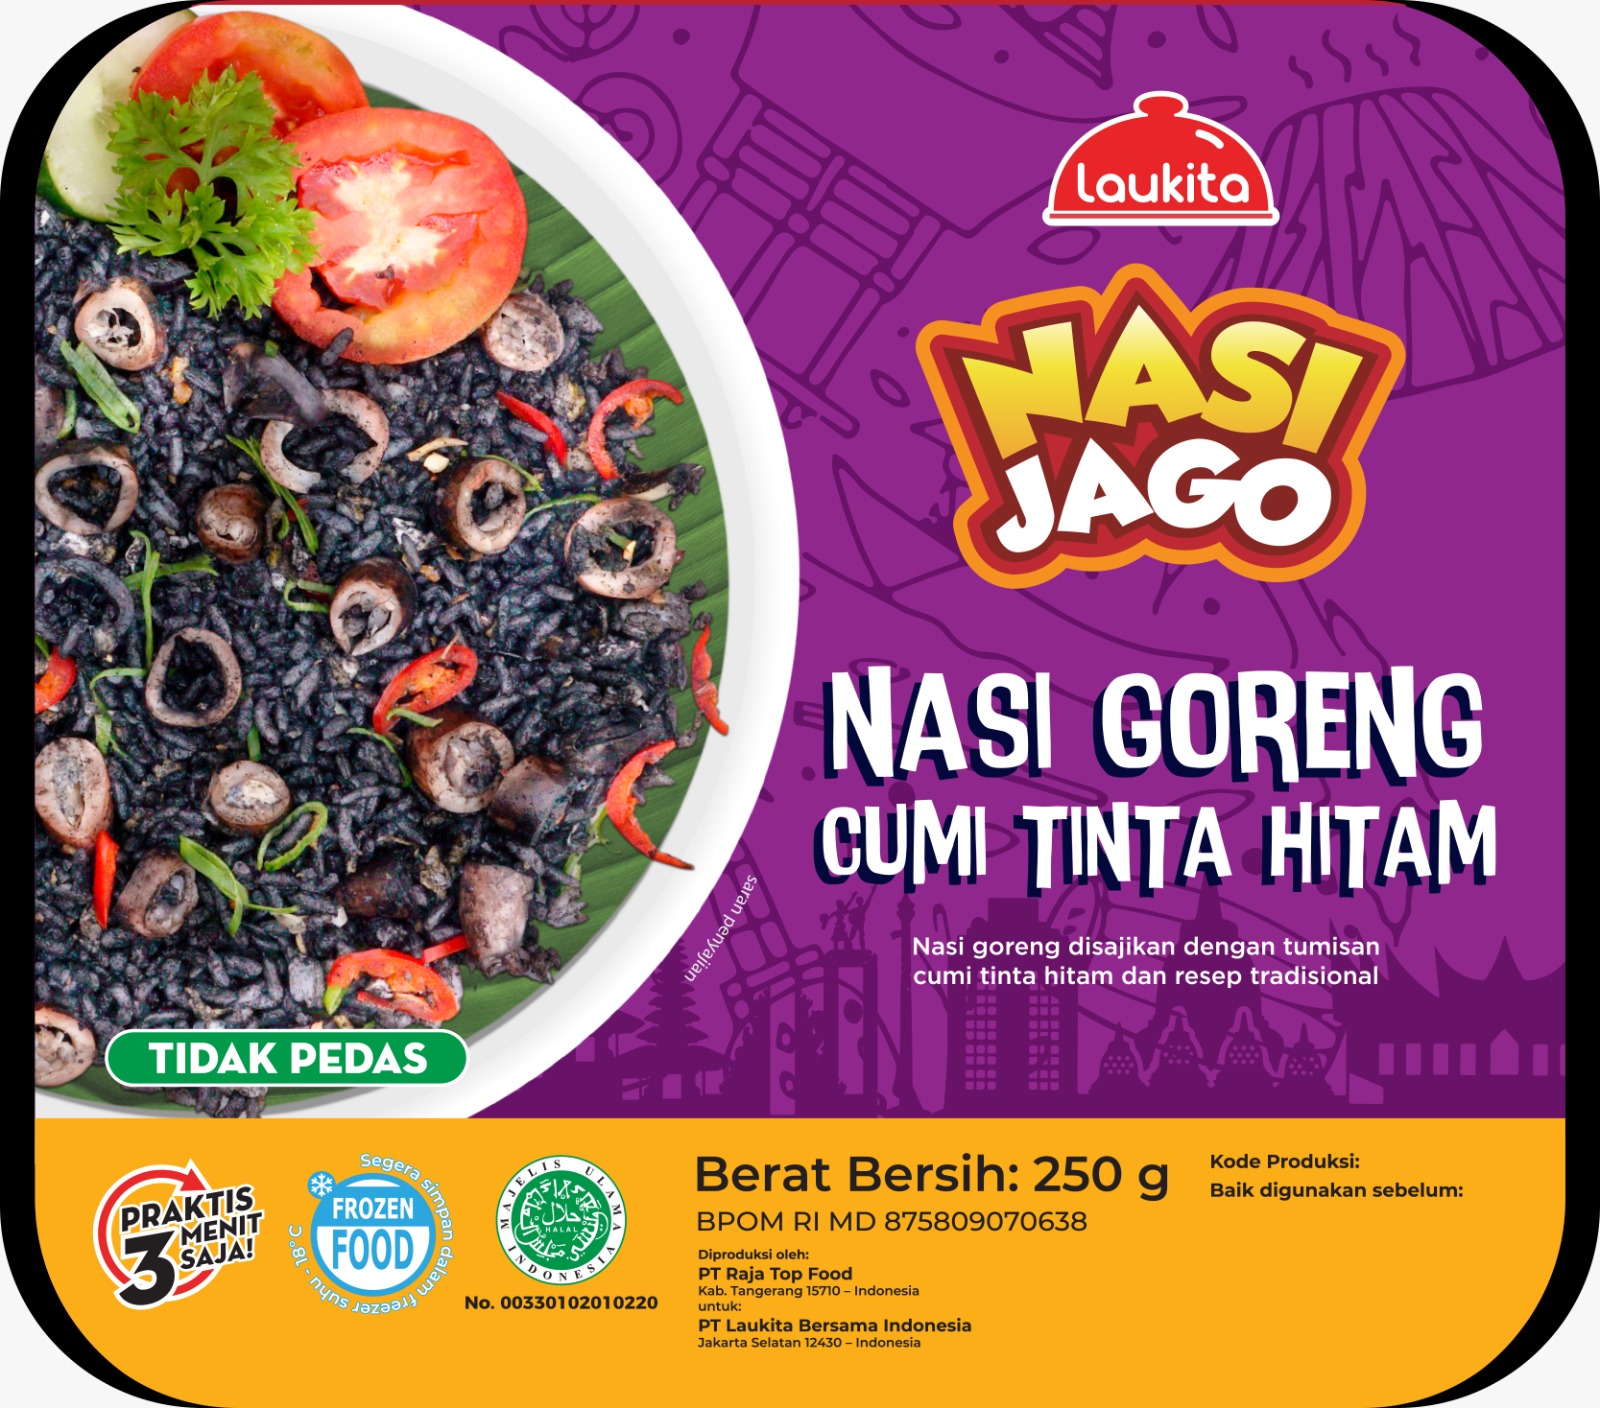 Laukita
NASI
JAGO
NASI GORENG
CUMI TINTA HITAM
Nasi goreng disajikan dengan tumisan
cumi tinta hitam dan resep tradisional
saran penyajian
TIDAK PEDAS
PRAKTIS
3 MENIT
SAJA!
Segera simpan dalam freezer suhu - 18°C
FROZEN
FOOD
MAJELIS ULAMA
حلال
HALAL
INDONESIA
No. 00330102010220
Berat Bersih: 250 g
BPOM RI MD 875809070638
Diproduksi oleh:
PT Raja Top Food
Kab. Tangerang 15710 – Indonesia
untuk:
PT Laukita Bersama Indonesia
Jakarta Selatan 12430 – Indonesia
Kode Produksi:
Baik digunakan sebelum: